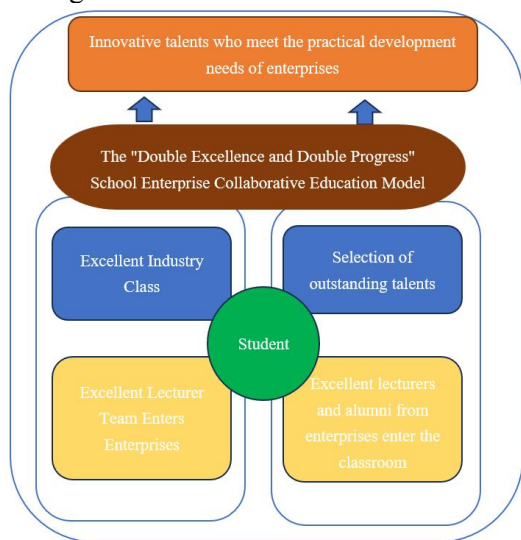 Innovative talents who meet the practical development
needs of enterprises
The "Double Excellence and Double Progress"
School Enterprise Collaborative Education Model
Excellent Industry
Class
Selection of
outstanding talents
Student
Excellent Lecturer
Team Enters
Enterprises
Excellent lecturers
and alumni from
enterprises enter the
classroom